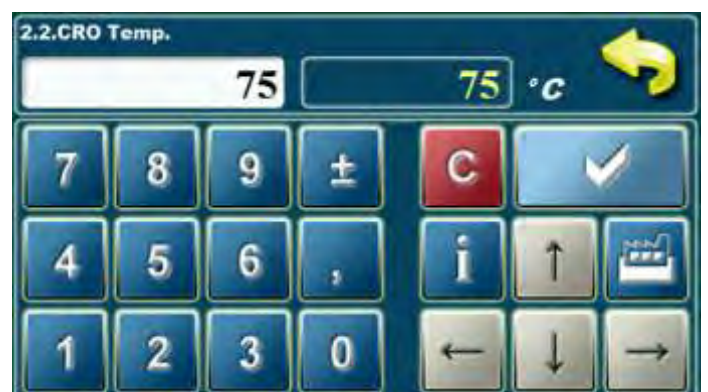 2.2.CRO Temp.
75 75 °C
7 8 9 ± C
4 5 6 , i ↑
1 2 3 0 ← ↓ →